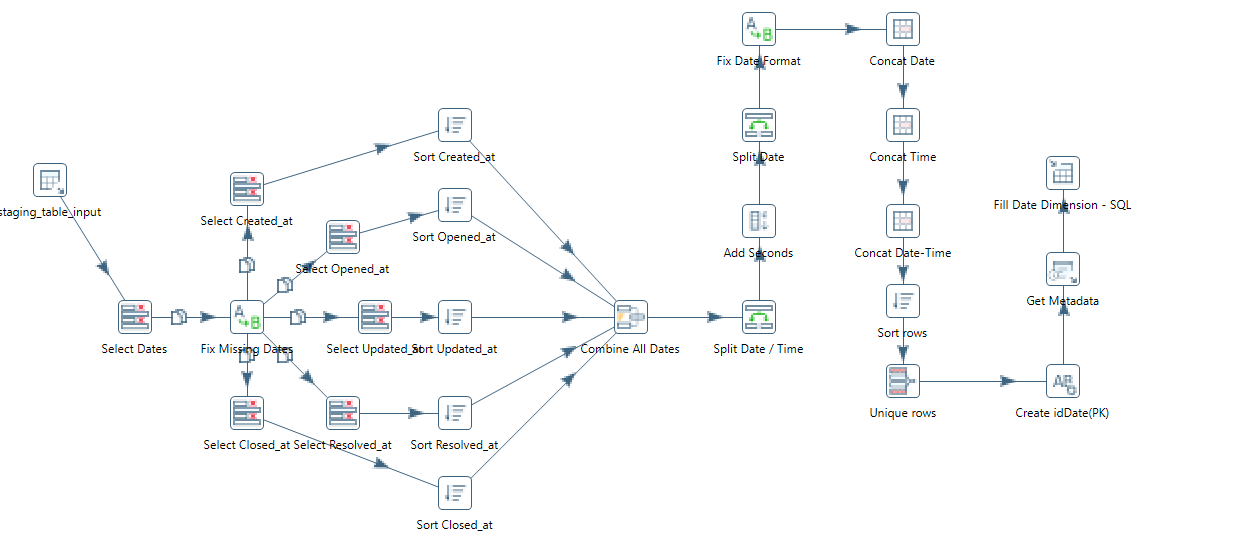 Fix Date Format
Concat Date
Sort Created_at
Split Date
Concat Time
staging_table_input
Select Created_at
Sort Opened_at
Fill Date Dimension - SQL
Select Opened_at
Add Seconds
Concat Date-Time
Get Metadata
Sort rows
Select Dates
Fix Missing Dates
Select Updated_at
Sort Updated_at
Combine All Dates
Split Date / Time
Unique rows
Create idDate(PK)
Select Closed_at
Select Resolved_at
Sort Resolved_at
Sort Closed_at